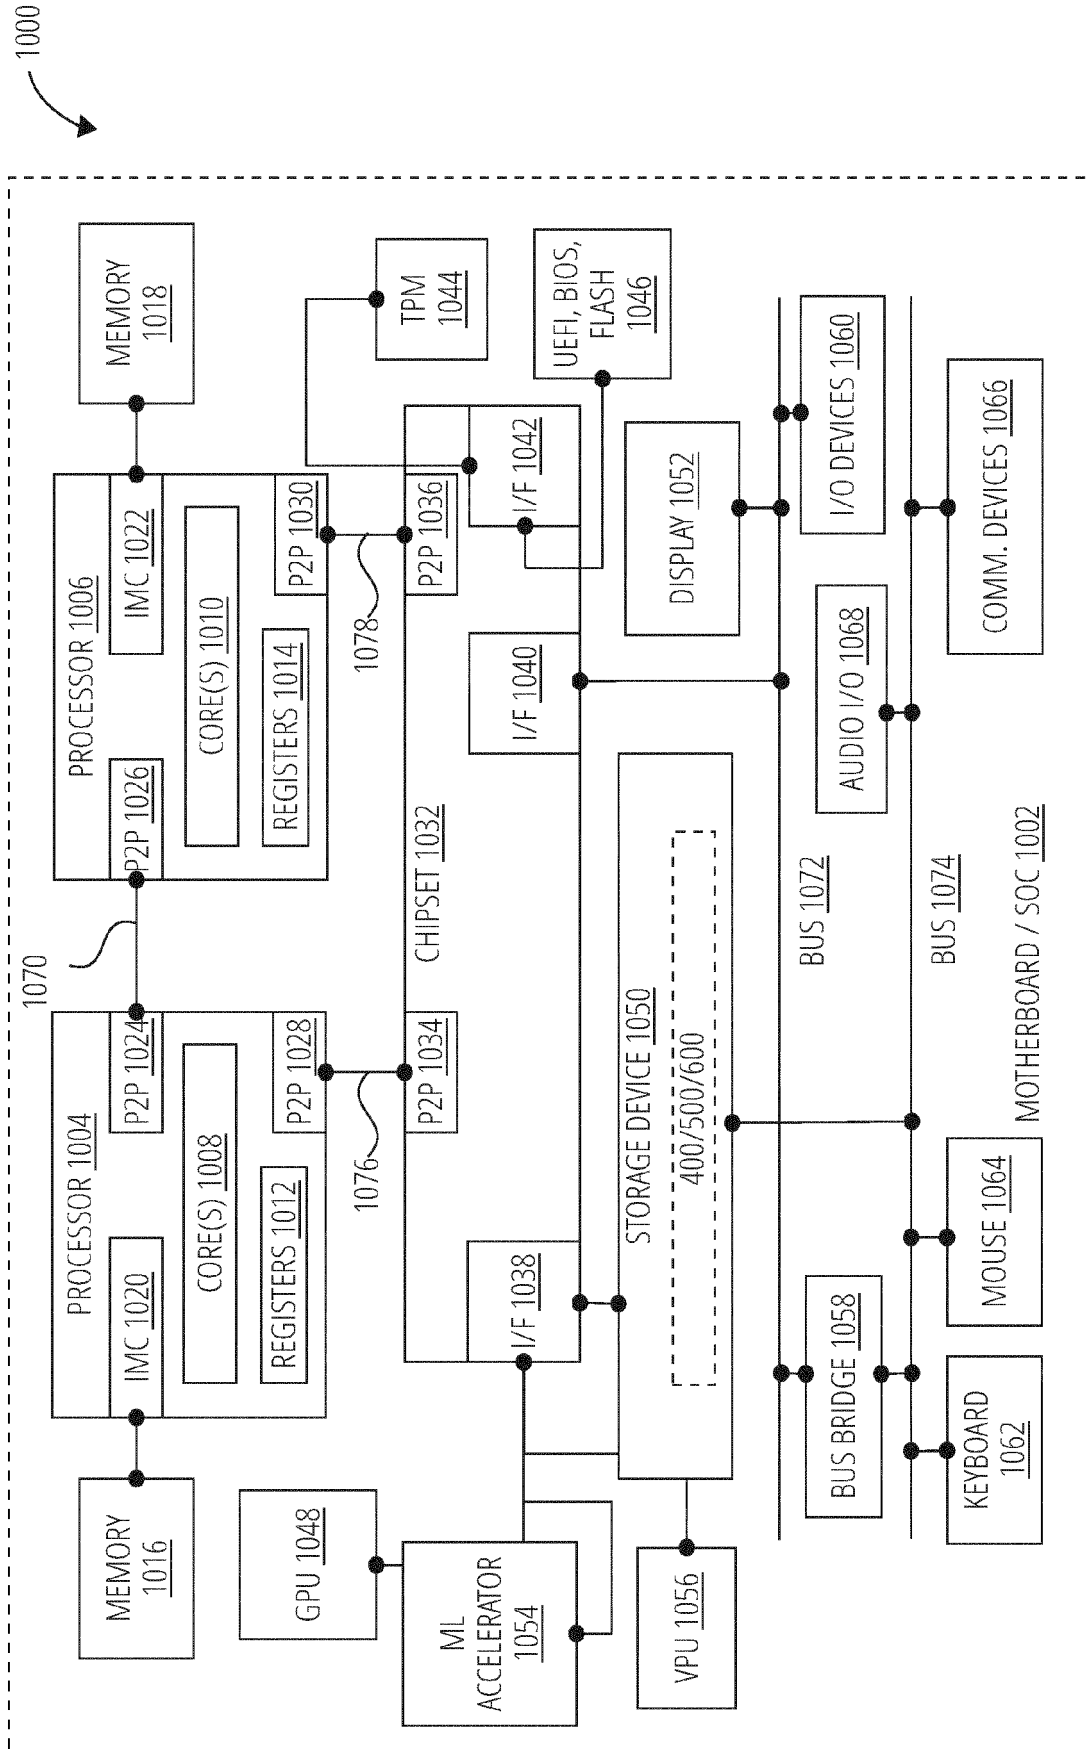 1000
MEMORY
1016
PROCESSOR 1004
IMC 1020
P2P 1024
CORE(S) 1008
REGISTERS 1012
P2P 1028
1070
PROCESSOR 1006
P2P 1026
IMC 1022
CORE(S) 1010
REGISTERS 1014
P2P 1030
MEMORY
1018
GPU 1048
1076
1078
TPM
1044
P2P 1034
CHIPSET 1032
P2P 1036
ML
ACCELERATOR
1054
I/F 1038
I/F 1040
I/F 1042
UEFI, BIOS,
FLASH
1046
VPU 1056
STORAGE DEVICE 1050
400/500/600
DISPLAY 1052
BUS 1072
BUS BRIDGE 1058
AUDIO I/O 1068
I/O DEVICES 1060
BUS 1074
KEYBOARD
1062
MOUSE 1064
MOTHERBOARD / SOC 1002
COMM. DEVICES 1066